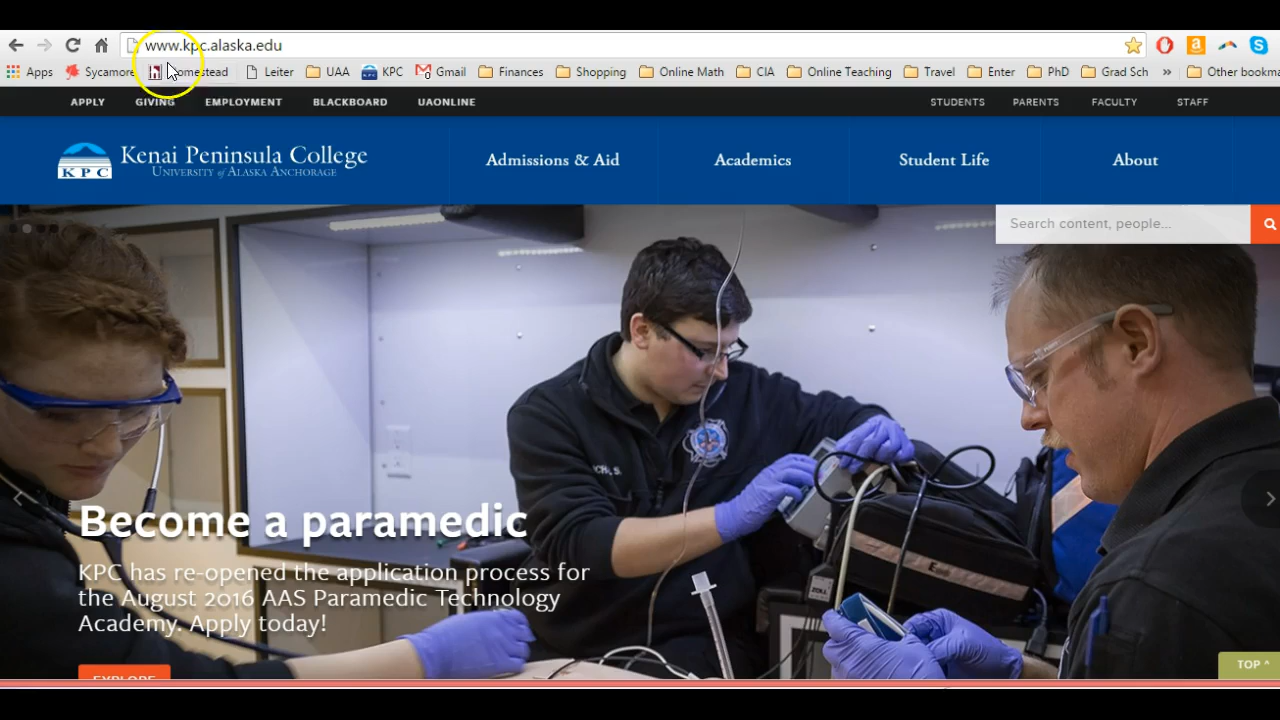 www.kpc.alaska.edu
Apps Sycamore Homestead Leiter UAA KPC Gmail Finances Shopping Online Math CIA Online Teaching Travel Enter PhD Grad Sch » Other bookma
APPLY GIVING EMPLOYMENT BLACKBOARD UAONLINE STUDENTS PARENTS FACULTY STAFF
KPC Kenai Peninsula College
UNIVERSITY of ALASKA ANCHORAGE
Admissions & Aid Academics Student Life About
Search content, people...
Become a paramedic
KPC has re-opened the application process for
the August 2016 AAS Paramedic Technology
Academy. Apply today!
EXPLORE
TOP ^